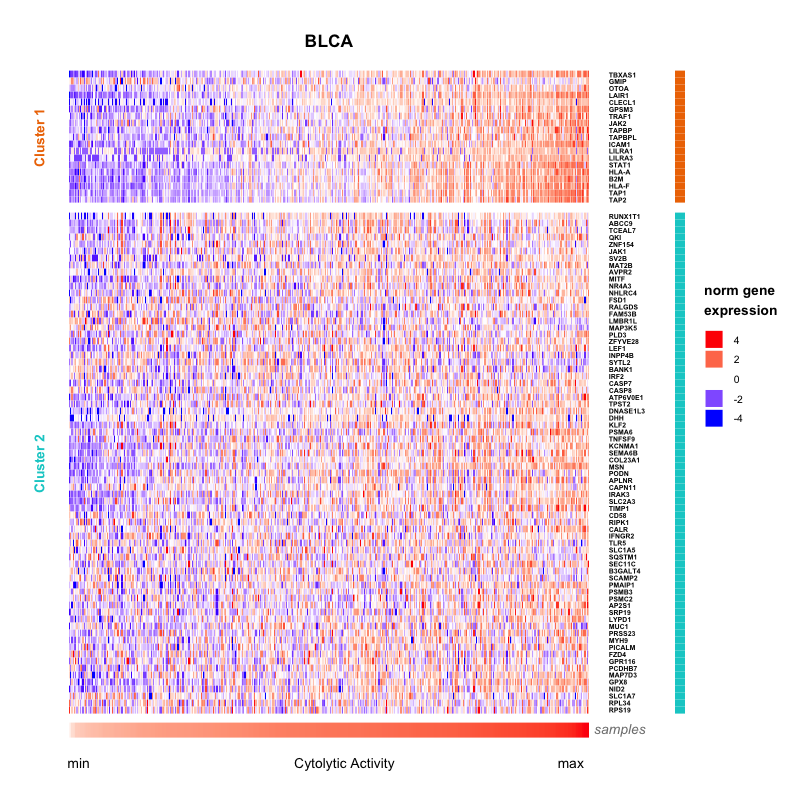 BLCA
Cluster 1
TBXAS1
GMIP
OTOA
LAIR1
CLECL1
GPSM3
TRAF1
JAK2
TAPBP
TAPBPL
ICAM1
LILRA1
LILRA3
STAT1
HLA-A
B2M
HLA-F
TAP1
TAP2
Cluster 2
RUNX1T1
ABCC9
TCEAL7
QKI
ZNF154
JAK1
SV2B
MAT2B
AVPR2
MITF
NR4A3
NHLRC4
FSD1
RALGDS
FAM53B
LMBR1L
MAP3K5
PLD3
ZFYVE28
LEF1
INPP4B
SYTL2
BANK1
IRF2
CASP7
CASP8
ATP6V0E1
TPST2
DNASE1L3
DHH
KLF2
PSMA6
TNFSF9
KCNMA1
SEMA6B
COL23A1
MSN
PODN
APLNR
CAPN11
IRAK3
SLC2A3
TIMP1
CD58
RIPK1
CALR
IFNGR2
TLR5
SLC1A5
SQSTM1
SEC11C
B3GALT4
SCAMP2
PMAIP1
PSMB3
PSMC2
AP2S1
SRP19
LYPD1
MUC1
PRSS23
MYH9
PICALM
FZD4
GPR116
PCDHB7
MAP7D3
GPX8
NID2
SLC1A7
RPL34
RPS19
norm gene
expression
4
2
0
-2
-4
samples
min Cytolytic Activity max